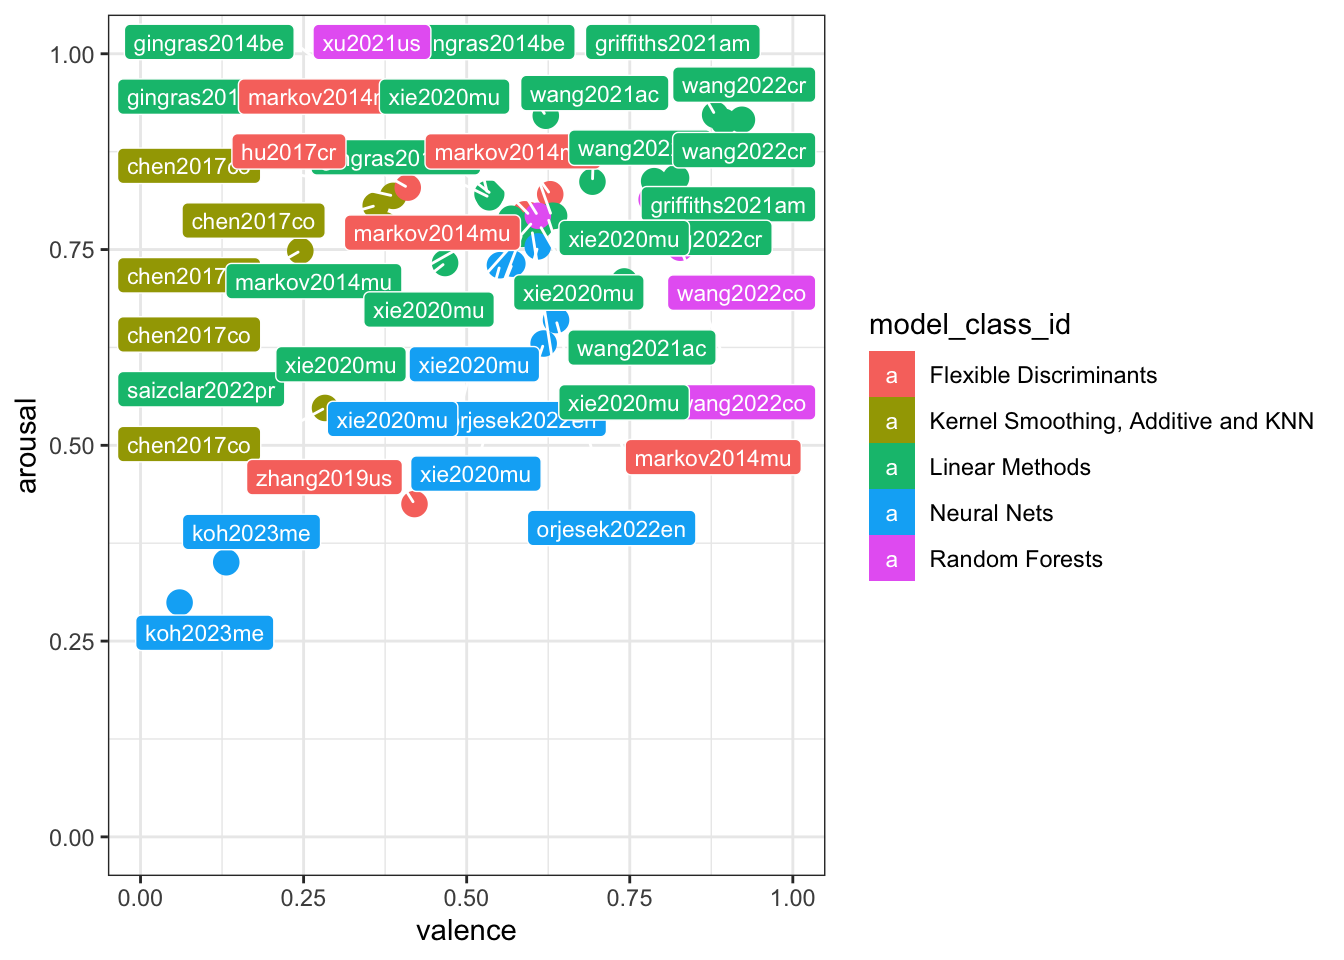 gingras2014be
xu2021us
ngras2014be
griffiths2021am
1.00
wang2022cr
gingras201
markov2014m
xie2020mu
wang2021ac
hu2017cr
ngras201
markov2014m
wang202
wang2022cr
chen2017co
griffiths2021am
chen2017co
markov2014mu
xie2020mu
2022cr
0.75
chen2017
markov2014mu
xie2020mu
wang2022co
xie2020mu
chen2017co
wang2021ac
xie2020mu
xie2020mu
saizclar2022pr
xie2020mu
orjesek2022en
xie2020mu
wang2022co
0.50
chen2017co
markov2014mu
zhang2019us
xie2020mu
koh2023me
orjesek2022en
0.25
koh2023me
0.00
0.00
0.25
0.50
0.75
1.00
valence
arousal
model_class_id
a Flexible Discriminants
a Kernel Smoothing, Additive and KNN
a Linear Methods
a Neural Nets
a Random Forests